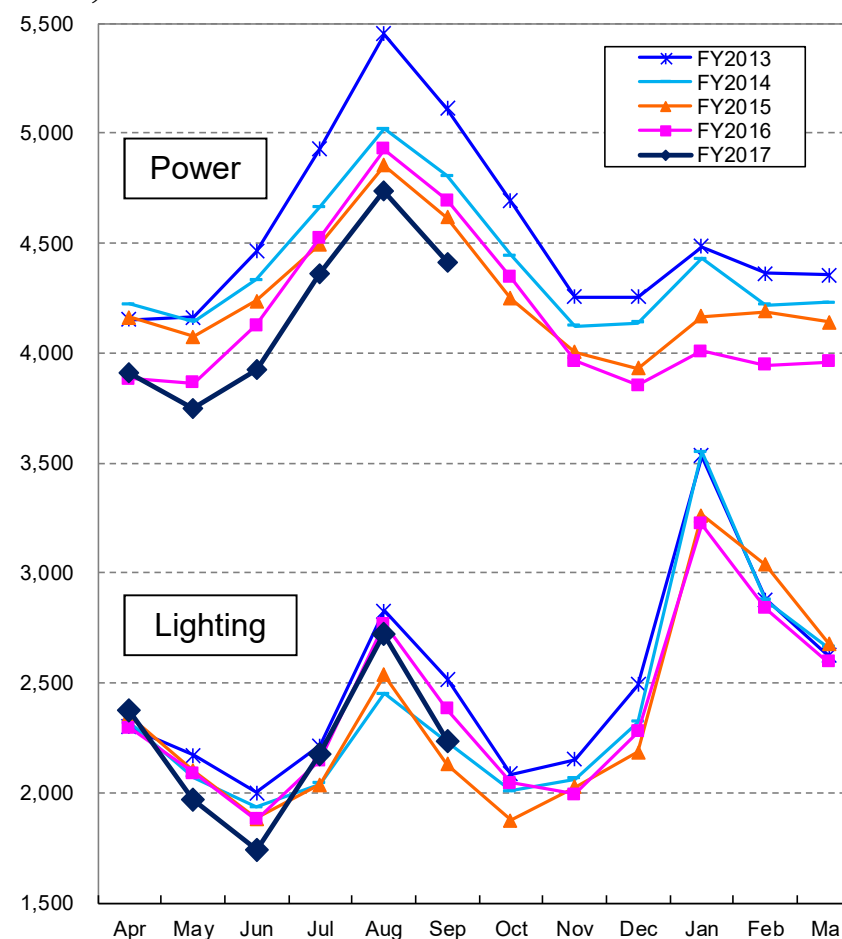 5,500
FY2013
FY2014
FY2015
FY2016
FY2017
5,000
Power
4,500
4,000
3,500
3,000
Lighting
2,500
2,000
1,500
Apr May Jun Jul Aug Sep Oct Nov Dec Jan Feb Ma